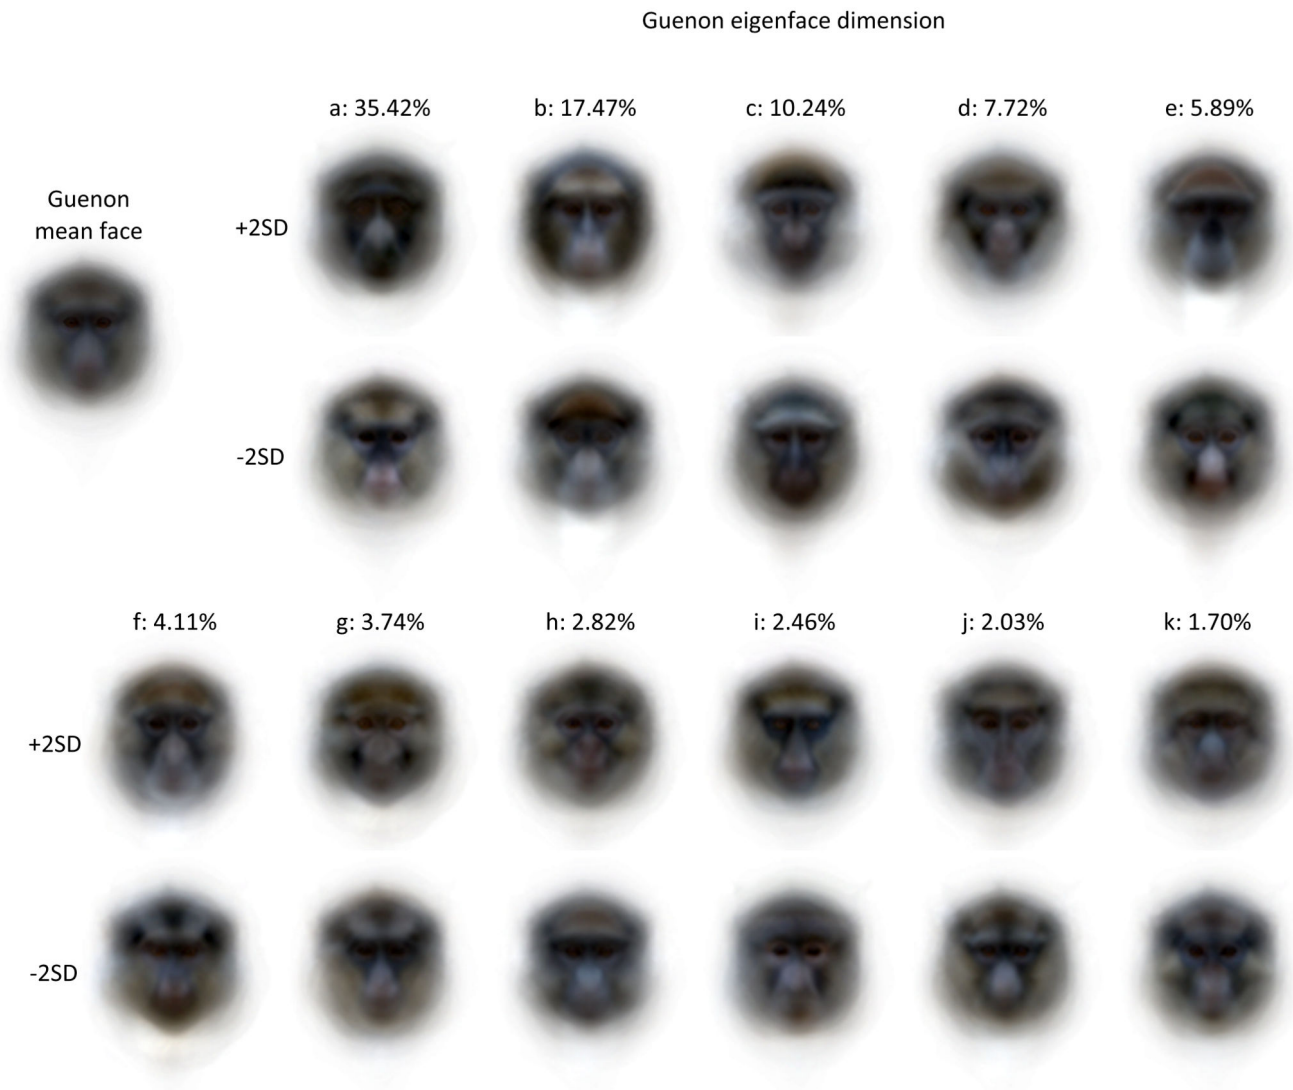 Guenon eigenface dimension
a: 35.42%
b: 17.47%
c: 10.24%
d: 7.72%
e: 5.89%
Guenon
mean face
+2SD
-2SD
f: 4.11%
g: 3.74%
h: 2.82%
i: 2.46%
j: 2.03%
k: 1.70%
+2SD
-2SD